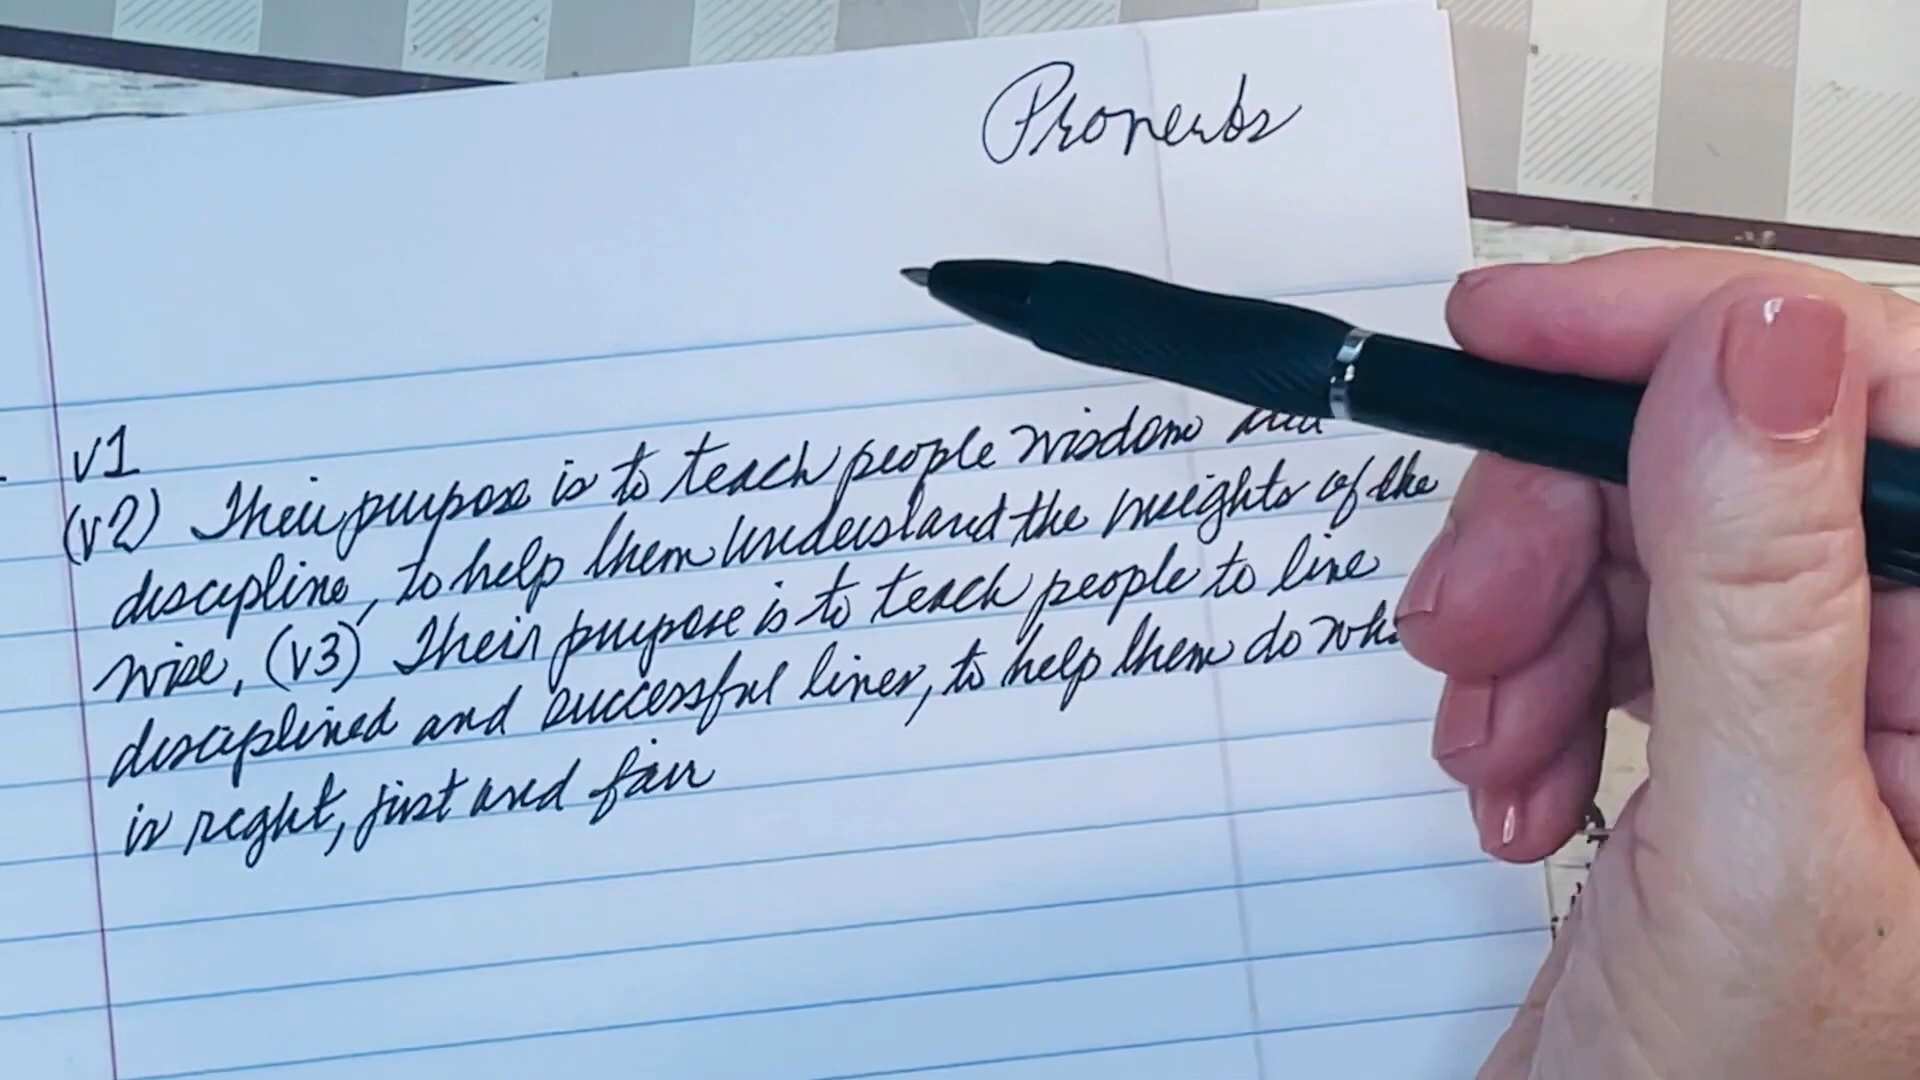 Proverbs
v1
(v2) Their purpose is to teach people wisdom and
discipline, to help them understand the insights of the
wise. (v3) Their purpose is to teach people to live
disciplined and successful lives, to help them do
is right, just and fair